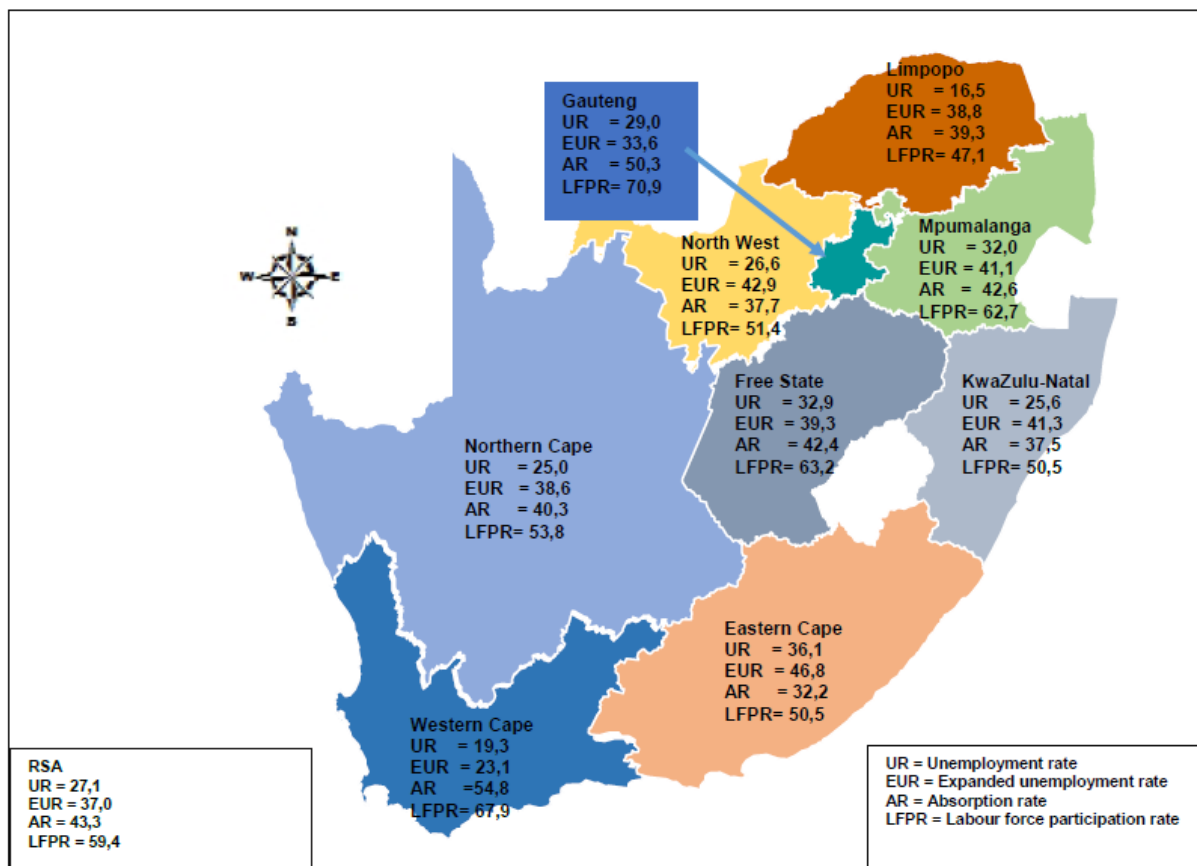 Limpopo
UR = 16,5
EUR = 38,8
AR = 39,3
LFPR= 47,1
Gauteng
UR = 29,0
EUR = 33,6
AR = 50,3
LFPR= 70,9
Mpumalanga
UR = 32,0
EUR = 41,1
AR = 42,6
LFPR= 62,7
North West
UR = 26,6
EUR = 42,9
AR = 37,7
LFPR= 51,4
N
W E
S
Free State
UR = 32,9
EUR = 39,3
AR = 42,4
LFPR= 63,2
KwaZulu-Natal
UR = 25,6
EUR = 41,3
AR = 37,5
LFPR= 50,5
Northern Cape
UR = 25,0
EUR = 38,6
AR = 40,3
LFPR= 53,8
Eastern Cape
UR = 36,1
EUR = 46,8
AR = 32,2
LFPR= 50,5
Western Cape
UR = 19,3
EUR = 23,1
AR =54,8
LFPR= 67,9
RSA
UR = 27,1
EUR = 37,0
AR = 43,3
LFPR = 59,4
UR = Unemployment rate
EUR = Expanded unemployment rate
AR = Absorption rate
LFPR = Labour force participation rate